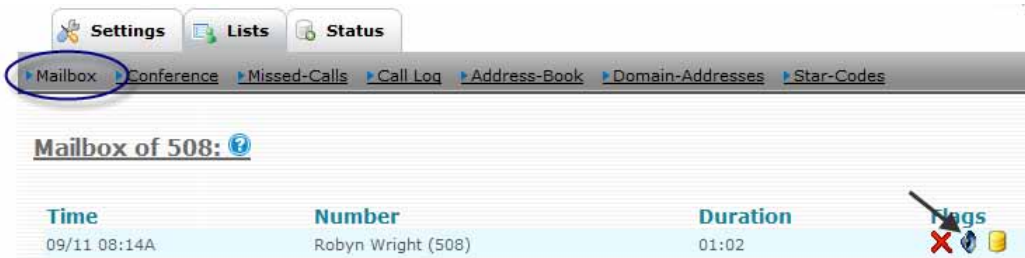 Settings Lists Status
Mailbox Conference Missed-Calls Call Log Address-Book Domain-Addresses Star-Codes
Mailbox of 508:
Time Number Duration Flags
09/11 08:14A Robyn Wright (508) 01:02